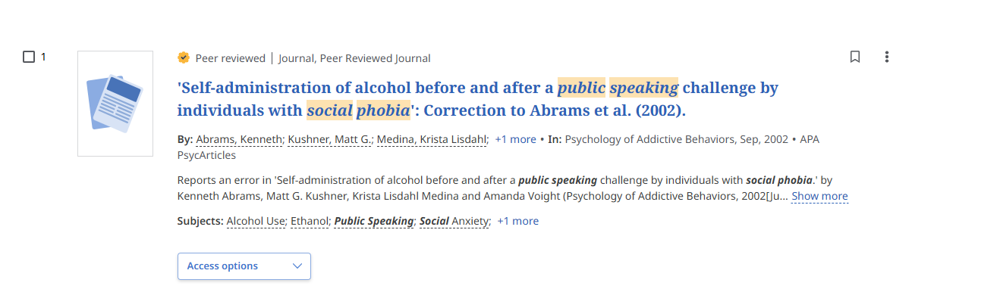 1
Peer reviewed | Journal, Peer Reviewed Journal
'Self-administration of alcohol before and after a public speaking challenge by
individuals with social phobia': Correction to Abrams et al. (2002).
By: Abrams, Kenneth; Kushner, Matt G.; Medina, Krista Lisdahl; +1 more • In: Psychology of Addictive Behaviors, Sep, 2002 • APA
PsycArticles
Reports an error in 'Self-administration of alcohol before and after a public speaking challenge by individuals with social phobia.' by
Kenneth Abrams, Matt G. Kushner, Krista Lisdahl Medina and Amanda Voight (Psychology of Addictive Behaviors, 2002[Ju... Show more
Subjects: Alcohol Use; Ethanol; Public Speaking; Social Anxiety; +1 more
Access options